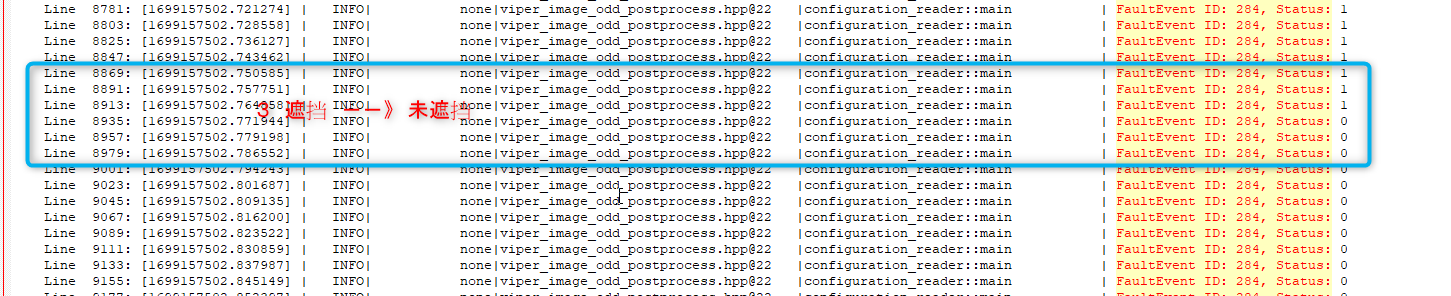 Line 8781: [1699157502.721274] | INFO| none|viper_image_odd_postprocess.hpp@22 |configuration_reader::main | FaultEvent ID: 284, Status: 1
Line 8803: [1699157502.728558] | INFO| none|viper_image_odd_postprocess.hpp@22 |configuration_reader::main | FaultEvent ID: 284, Status: 1
Line 8825: [1699157502.736127] | INFO| none|viper_image_odd_postprocess.hpp@22 |configuration_reader::main | FaultEvent ID: 284, Status: 1
Line 8847: [1699157502.743462] | INFO| none|viper_image_odd_postprocess.hpp@22 |configuration_reader::main | FaultEvent ID: 284, Status: 1
Line 8869: [1699157502.750585] | INFO| none|viper_image_odd_postprocess.hpp@22 |configuration_reader::main | FaultEvent ID: 284, Status: 1
Line 8891: [1699157502.757751] | INFO| none|viper_image_odd_postprocess.hpp@22 |configuration_reader::main | FaultEvent ID: 284, Status: 1
Line 8913: | INFO| none|viper_image_odd_postprocess.hpp@22 |configuration_reader::main | FaultEvent ID: 284, Status: 1
3 遮挡 ——》 未遮挡
Line 8935: [1699157502.771944] | INFO| none|viper_image_odd_postprocess.hpp@22 |configuration_reader::main | FaultEvent ID: 284, Status: 0
Line 8957: [1699157502.779198] | INFO| none|viper_image_odd_postprocess.hpp@22 |configuration_reader::main | FaultEvent ID: 284, Status: 0
Line 8979: [1699157502.786552] | INFO| none|viper_image_odd_postprocess.hpp@22 |configuration_reader::main | FaultEvent ID: 284, Status: 0
Line 9001: [1699157502.794243] | INFO| none|viper_image_odd_postprocess.hpp@22 |configuration_reader::main | FaultEvent ID: 284, Status: 0
Line 9023: [1699157502.801687] | INFO| none|viper_image_odd_postprocess.hpp@22 |configuration_reader::main | FaultEvent ID: 284, Status: 0
Line 9045: [1699157502.809135] | INFO| none|viper_image_odd_postprocess.hpp@22 |configuration_reader::main | FaultEvent ID: 284, Status: 0
Line 9067: [1699157502.816200] | INFO| none|viper_image_odd_postprocess.hpp@22 |configuration_reader::main | FaultEvent ID: 284, Status: 0
Line 9089: [1699157502.823522] | INFO| none|viper_image_odd_postprocess.hpp@22 |configuration_reader::main | FaultEvent ID: 284, Status: 0
Line 9111: [1699157502.830859] | INFO| none|viper_image_odd_postprocess.hpp@22 |configuration_reader::main | FaultEvent ID: 284, Status: 0
Line 9133: [1699157502.837987] | INFO| none|viper_image_odd_postprocess.hpp@22 |configuration_reader::main | FaultEvent ID: 284, Status: 0
Line 9155: [1699157502.845149] | INFO| none|viper_image_odd_postprocess.hpp@22 |configuration_reader::main | FaultEvent ID: 284, Status: 0